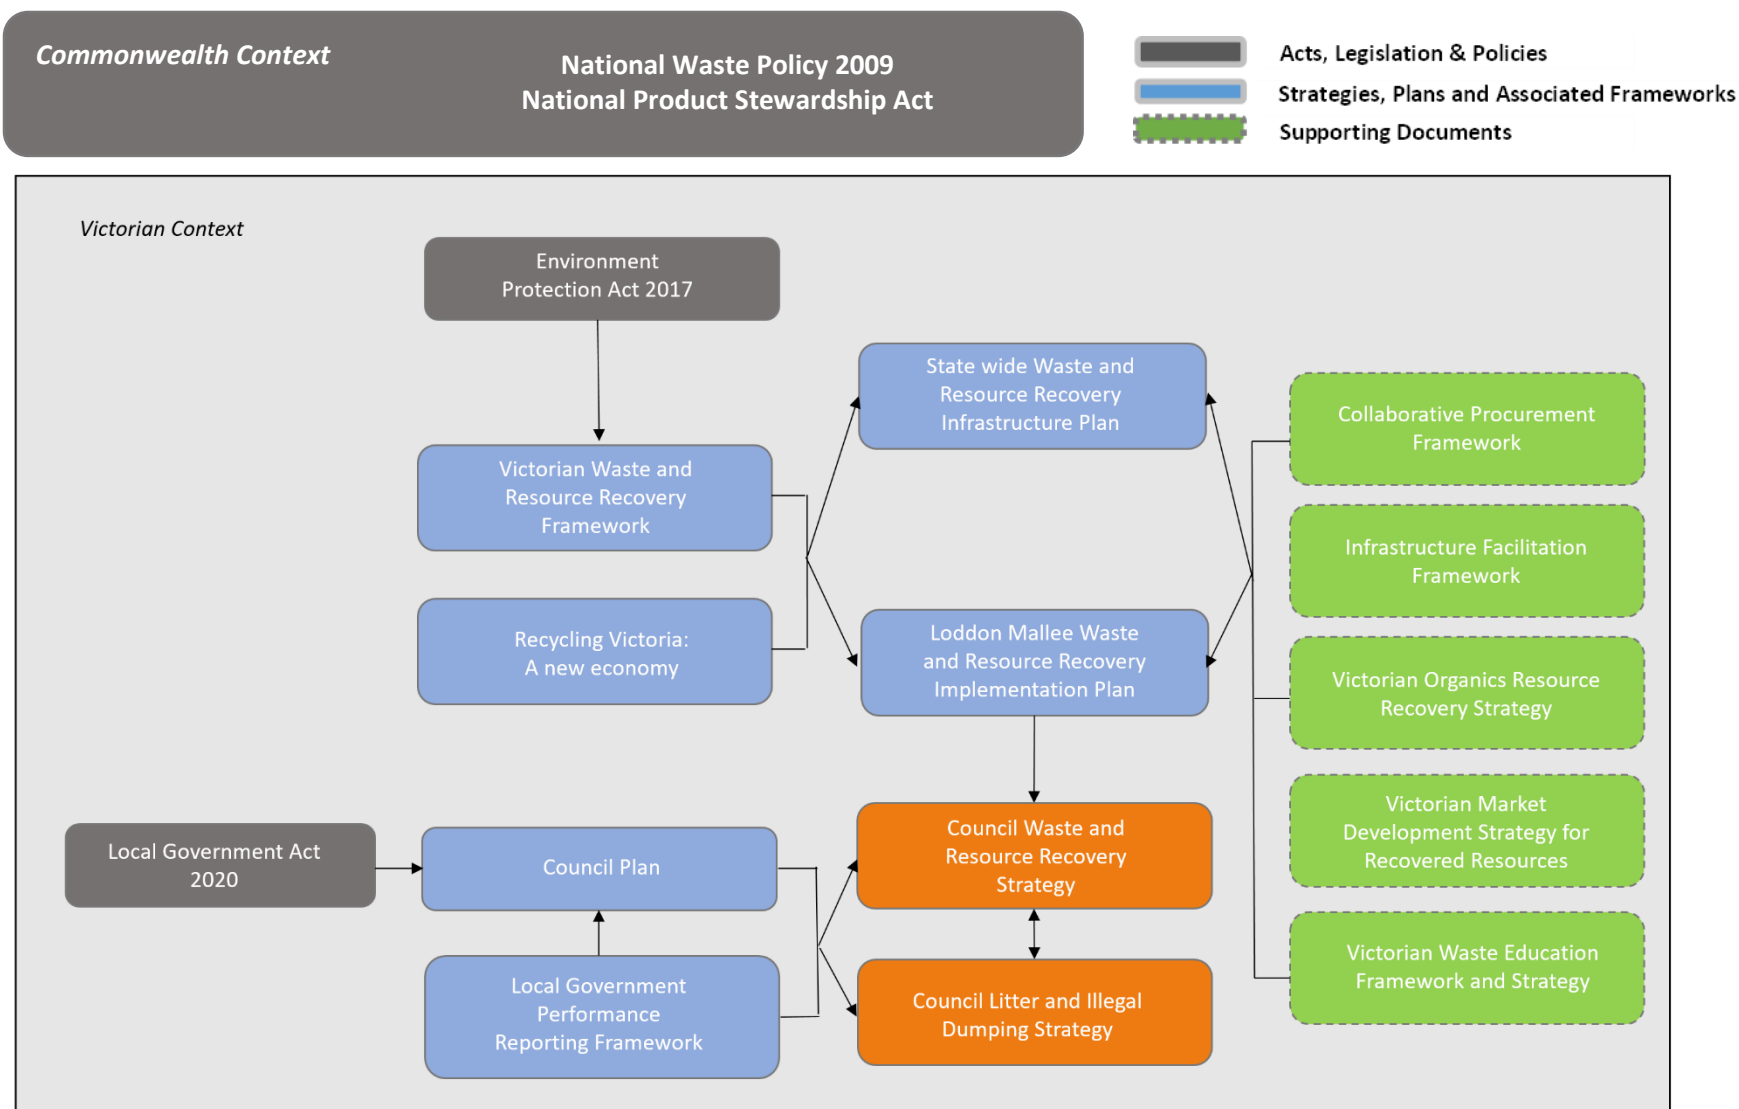 Commonwealth Context
National Waste Policy 2009
National Product Stewardship Act
Acts, Legislation & Policies
Strategies, Plans and Associated Frameworks
Supporting Documents
Victorian Context
Environment
Protection Act 2017
State wide Waste and
Resource Recovery
Infrastructure Plan
Collaborative Procurement
Framework
Victorian Waste and
Resource Recovery
Framework
Infrastructure Facilitation
Framework
Recycling Victoria:
A new economy
Loddon Mallee Waste
and Resource Recovery
Implementation Plan
Victorian Organics Resource
Recovery Strategy
Victorian Market
Development Strategy for
Recovered Resources
Local Government Act
2020
Council Plan
Council Waste and
Resource Recovery
Strategy
Victorian Waste Education
Framework and Strategy
Local Government
Performance
Reporting Framework
Council Litter and Illegal
Dumping Strategy